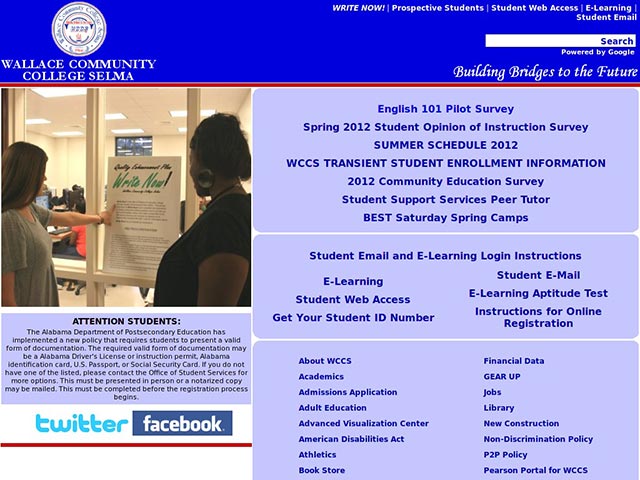 WRITE NOW! | Prospective Students | Student Web Access | E-Learning |
Student Email
Search
Powered by Google
WALLACE COMMUNITY
COLLEGE SELMA
Building Bridges to the Future
Quality Enhancement Plan
Write Now!
English 101 Pilot Survey
Spring 2012 Student Opinion of Instruction Survey
SUMMER SCHEDULE 2012
WCCS TRANSIENT STUDENT ENROLLMENT INFORMATION
2012 Community Education Survey
Student Support Services Peer Tutor
BEST Saturday Spring Camps
Student Email and E-Learning Login Instructions
E-Learning
Student Web Access
Get Your Student ID Number
Student E-Mail
E-Learning Aptitude Test
Instructions for Online
Registration
ATTENTION STUDENTS:
The Alabama Department of Postsecondary Education has
implemented a new policy that requires students to present a valid
form of documentation. The required valid form of documentation may
be a Alabama Driver's License or instruction permit, Alabama
identification card, U.S. Passport, or Social Security Card. If you do not
have one of the listed, please contact the Office of Student Services for
more options. This must be presented in person or a notarized copy
may be mailed. This must be completed before the registration process
begins.
twitter facebook
About WCCS
Academics
Admissions Application
Adult Education
Advanced Visualization Center
American Disabilities Act
Athletics
Book Store
Financial Data
GEAR UP
Jobs
Library
New Construction
Non-Discrimination Policy
P2P Policy
Pearson Portal for WCCS